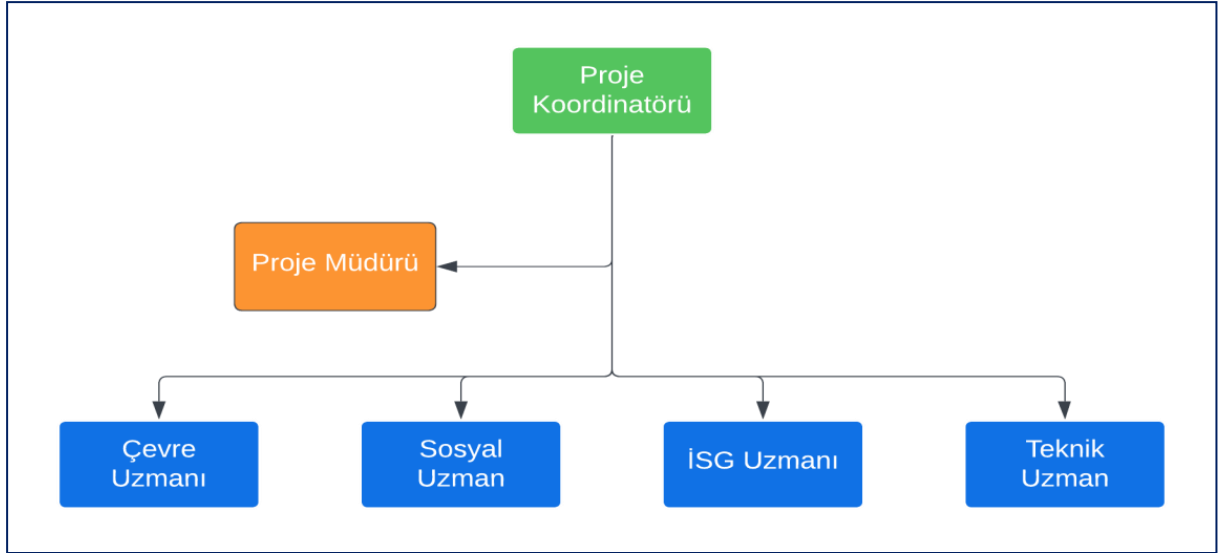 Proje
Koordinatörü
Proje Müdürü
Çevre
Uzmanı
Sosyal
Uzman
İSG Uzmanı
Teknik
Uzman